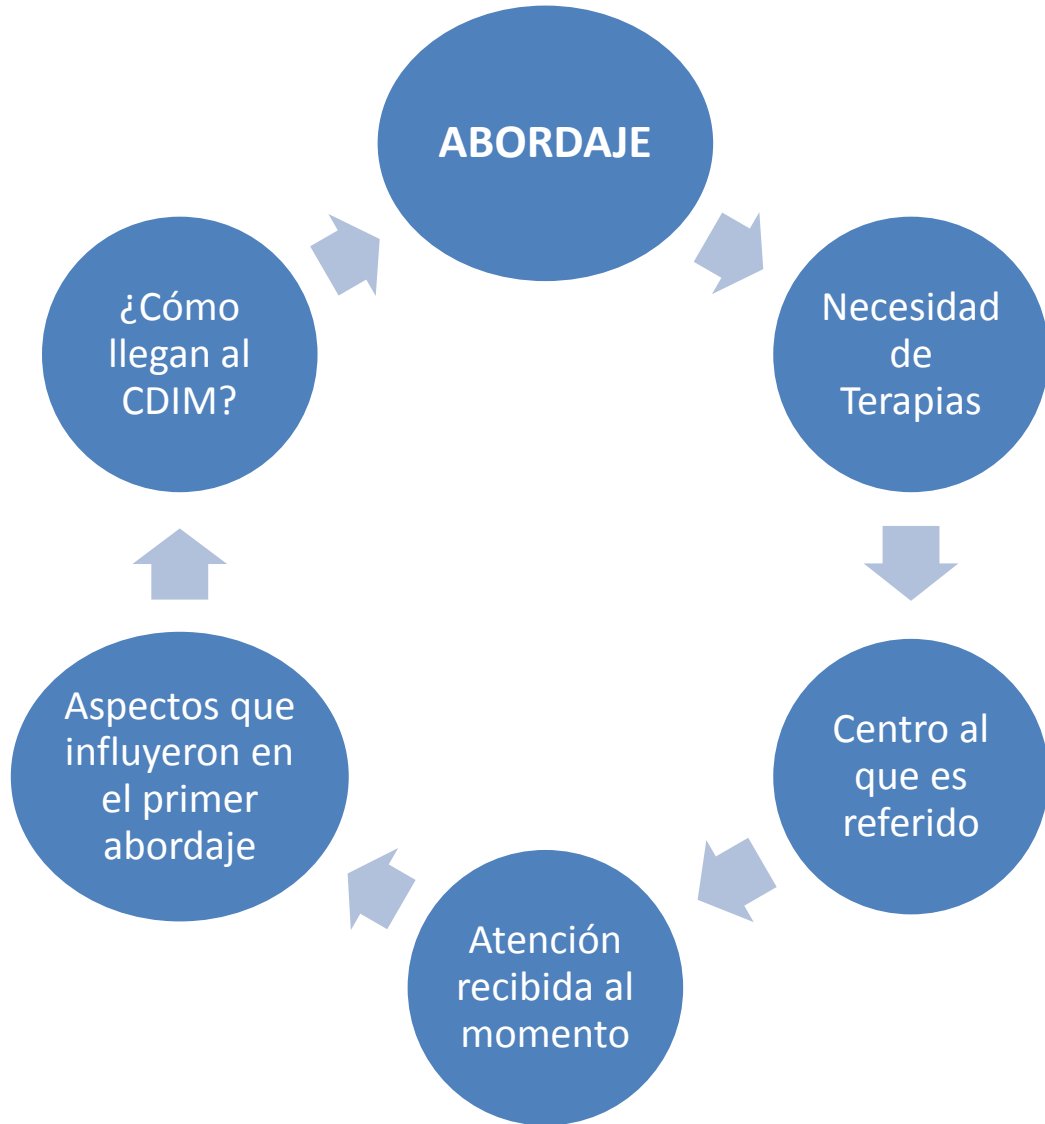 ABORDAJE
Necesidad
de
Terapias
Centro al
que es
referido
Atención
recibida al
momento
Aspectos que
influyeron en
el primer
abordaje
¿Cómo
llegan al
CDIM?